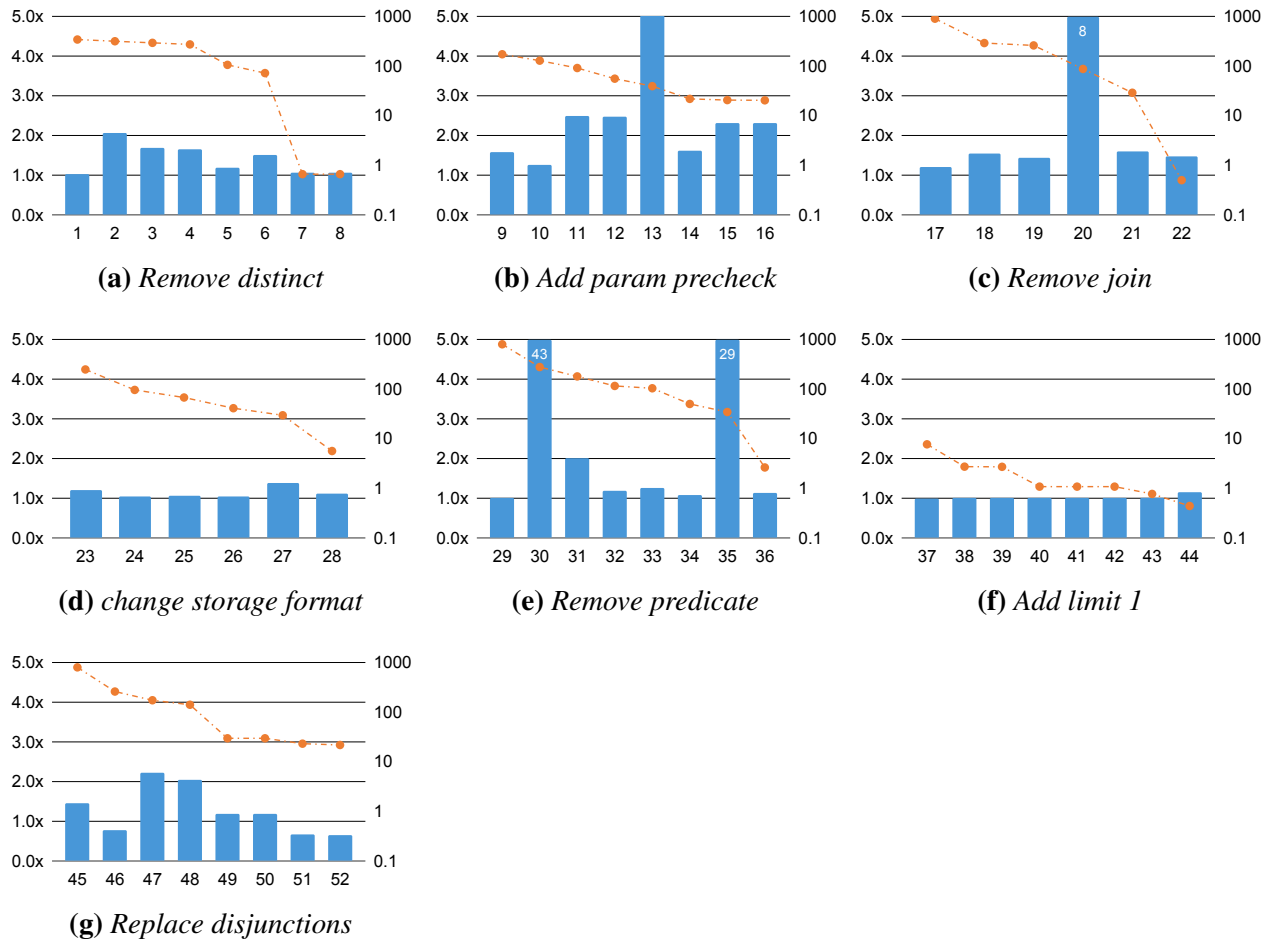 5.0x
4.0x
3.0x
2.0x
1.0x
0.0x
1000
100
10
1
0.1
1 2 3 4 5 6 7 8
(a) Remove distinct
5.0x
4.0x
3.0x
2.0x
1.0x
0.0x
1000
100
10
1
0.1
9 10 11 12 13 14 15 16
(b) Add param precheck
5.0x
4.0x
3.0x
2.0x
1.0x
0.0x
8
1000
100
10
1
0.1
17 18 19 20 21 22
(c) Remove join
5.0x
4.0x
3.0x
2.0x
1.0x
0.0x
1000
100
10
1
0.1
23 24 25 26 27 28
(d) change storage format
5.0x
4.0x
3.0x
2.0x
1.0x
0.0x
43 29
1000
100
10
1
0.1
29 30 31 32 33 34 35 36
(e) Remove predicate
5.0x
4.0x
3.0x
2.0x
1.0x
0.0x
1000
100
10
1
0.1
37 38 39 40 41 42 43 44
(f) Add limit 1
5.0x
4.0x
3.0x
2.0x
1.0x
0.0x
1000
100
10
1
0.1
45 46 47 48 49 50 51 52
(g) Replace disjunctions